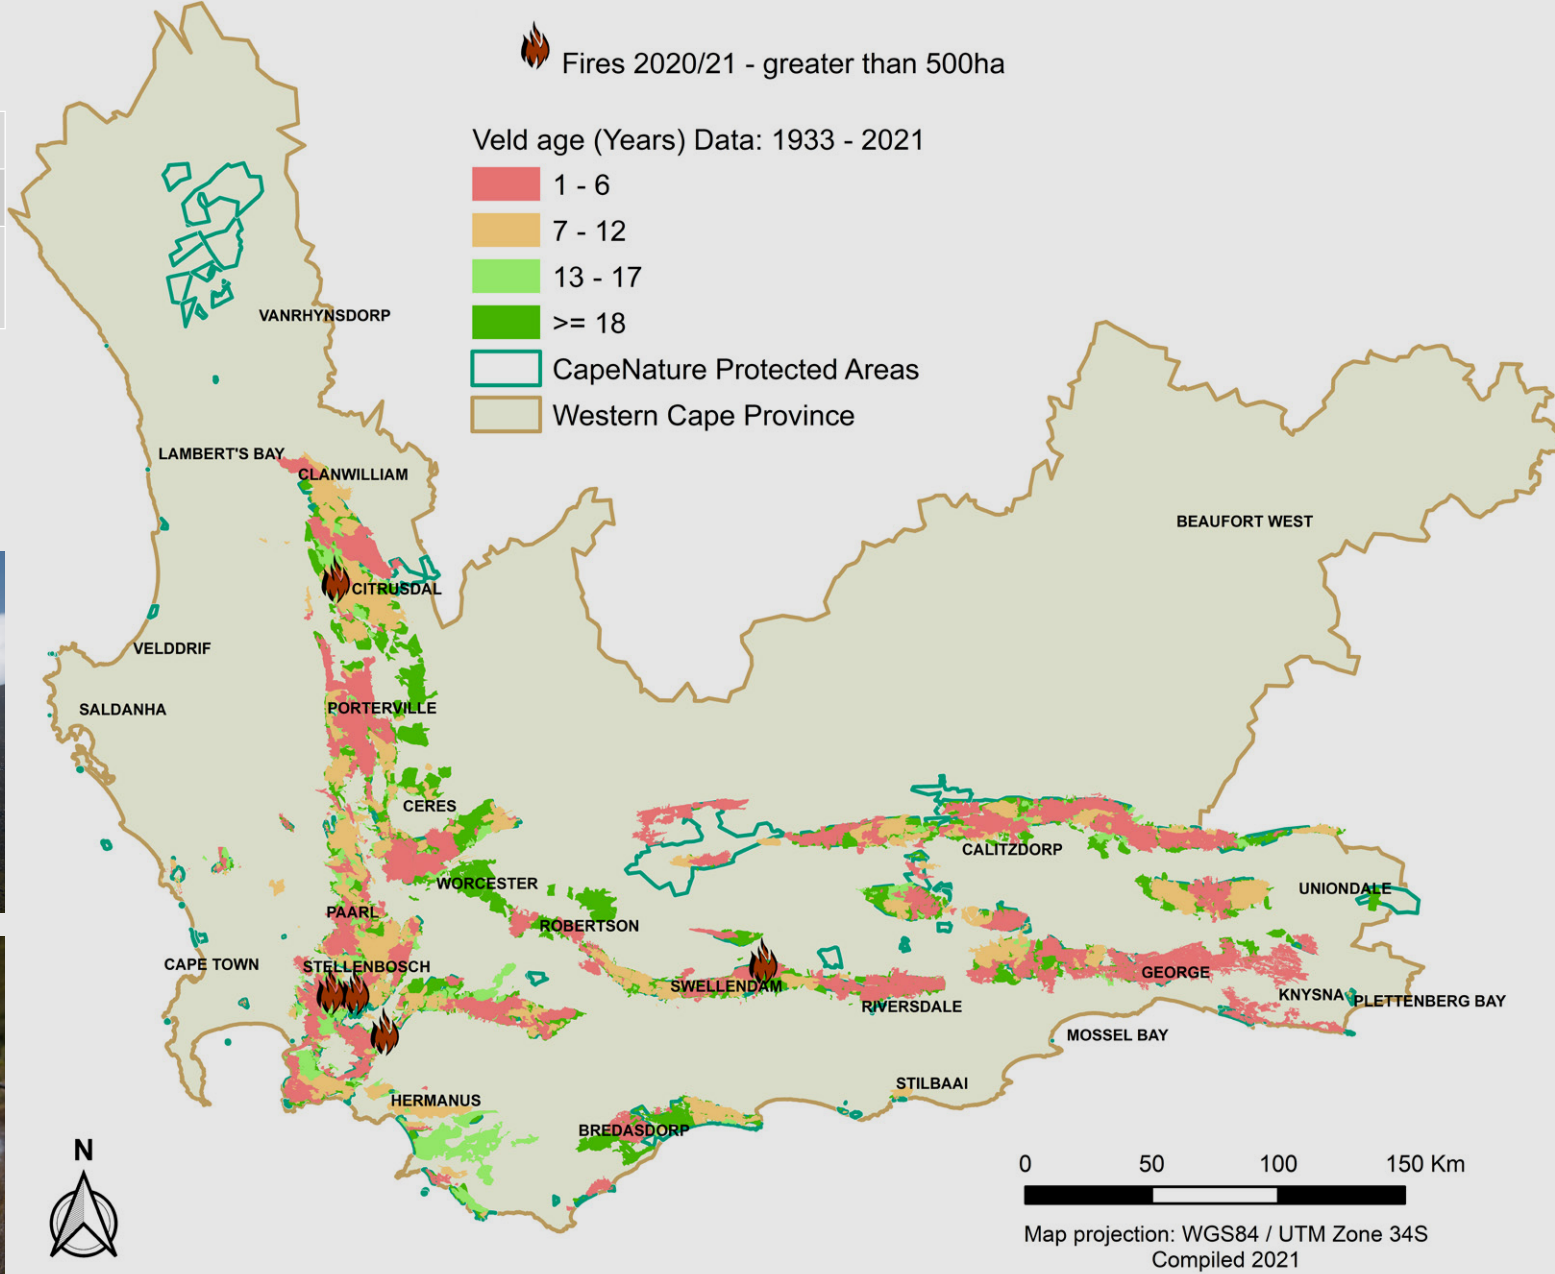 Fires 2020/21 - greater than 500ha
Veld age (Years) Data: 1933 - 2021
1 - 6
7 - 12
13 - 17
>= 18
CapeNature Protected Areas
Western Cape Province
VANRHYNSDORP
LAMBERT'S BAY
CLANWILLIAM
BEAUFORT WEST
CITRUSDAL
VELDDRIF
SALDANHA
PORTERVILLE
CERES
CALITZDORP
WORCESTER
UNIONDALE
PAARL
ROBERTSON
CAPE TOWN
STELLENBOSCH
SWELLENDAM
GEORGE
RIVERSDALE
KNYSNA
PLETTENBERG BAY
MOSSEL BAY
STILBAAI
HERMANUS
BREDASDORP
N
0 50 100 150 Km
Map projection: WGS84 / UTM Zone 34S
Compiled 2021